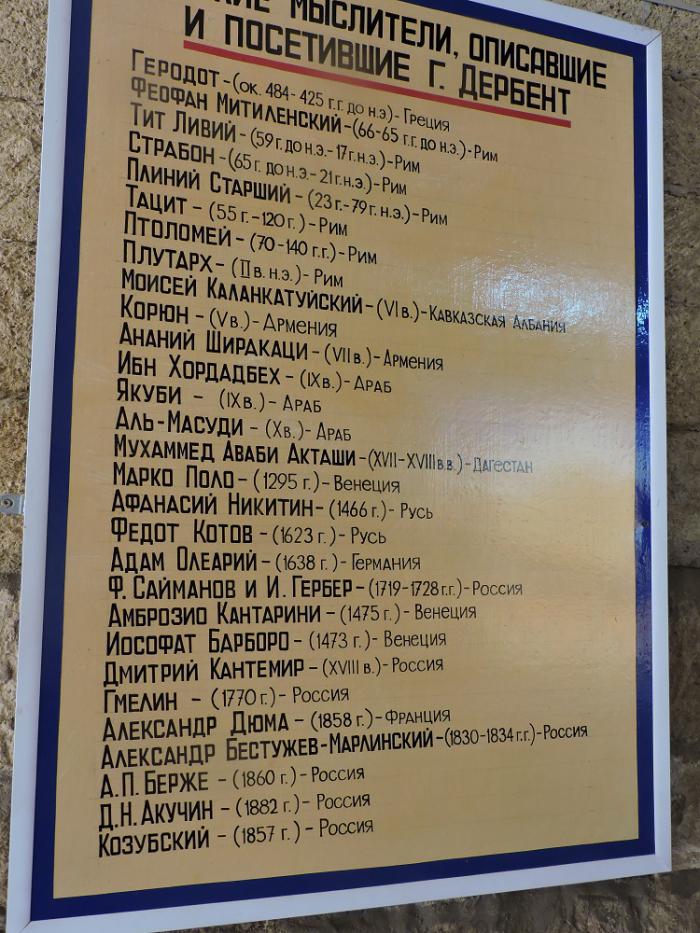 МЫСЛИТЕЛИ, ОПИСАВШИЕ
И ПОСЕТИВШИЕ Г. ДЕРБЕНТ
ГЕРОДОТ-(ОК. 484-425 Г.Г. ДО Н.Э)-ГРЕЦИЯ
ФЕОФАН МИТИЛЕНСКИЙ-(66-65 Г.Г. ДО Н.Э.)-РИМ
ТИТ ЛИВИЙ-(59 Г. ДО Н.Э.-17 Г. Н.Э.)-РИМ
СТРАБОН-(65 Г. ДО Н.Э.-21 Г. Н.Э.)-РИМ
ПЛИНИЙ СТАРШИЙ-(23 Г.-79 Г. Н.Э.)-РИМ
ТАЦИТ-(55 Г.-120 Г.)-РИМ
ПТОЛОМЕЙ-(70-140 Г.Г.)-РИМ
ПЛУТАРХ-(II В. Н.Э.)-РИМ
МОИСЕЙ КАЛАНКАТУЙСКИЙ-(VI В.)-КАВКАЗСКАЯ АЛБАНИЯ
КОРЮН-(V В.)-АРМЕНИЯ
АНАНИЙ ШИРАКАЦИ-(VII В.)-АРМЕНИЯ
ИБН ХОРДАДБЕХ-(IX В.)-АРАБ
ЯКУБИ-(IX В.)-АРАБ
АЛЬ-МАСУДИ-(X В.)-АРАБ
МУХАММЕД АВАБИ АКТАШИ-(XVII-XVIII В.В.)-ДАГЕСТАН
МАРКО ПОЛО-(1295 Г.)-ВЕНЕЦИЯ
АФАНАСИЙ НИКИТИН-(1466 Г.)-РУСЬ
ФЕДОТ КОТОВ-(1623 Г.)-РУСЬ
АДАМ ОЛЕАРИЙ-(1638 Г.)-ГЕРМАНИЯ
Ф. САЙМАНОВ И И. ГЕРБЕР-(1719-1728 Г.Г.)-РОССИЯ
АМБРОЗИО КАНТАРИНИ-(1475 Г.)-ВЕНЕЦИЯ
ИОСОФАТ БАРБОРО-(1473 Г.)-ВЕНЕЦИЯ
ДМИТРИЙ КАНТЕМИР-(XVIII В.)-РОССИЯ
ГМЕЛИН-(1770 Г.)-РОССИЯ
АЛЕКСАНДР ДЮМА-(1858 Г.)-ФРАНЦИЯ
АЛЕКСАНДР БЕСТУЖЕВ-МАРЛИНСКИЙ-(1830-1834 Г.Г.)-РОССИЯ
А.П. БЕРЖЕ-(1860 Г.)-РОССИЯ
Д.Н. АКУЧИН-(1882 Г.)-РОССИЯ
КОЗУБСКИЙ-(1857 Г.)-РОССИЯ